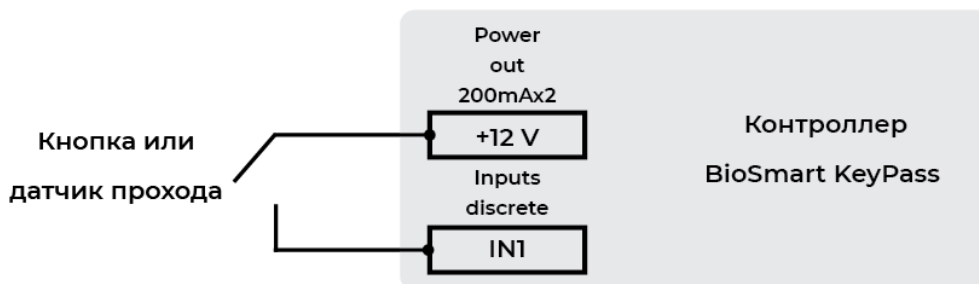 Power
out
200mAx2
+12 V
Кнопка или
датчик прохода
Inputs
discrete
IN1
Контроллер
BioSmart KeyPass